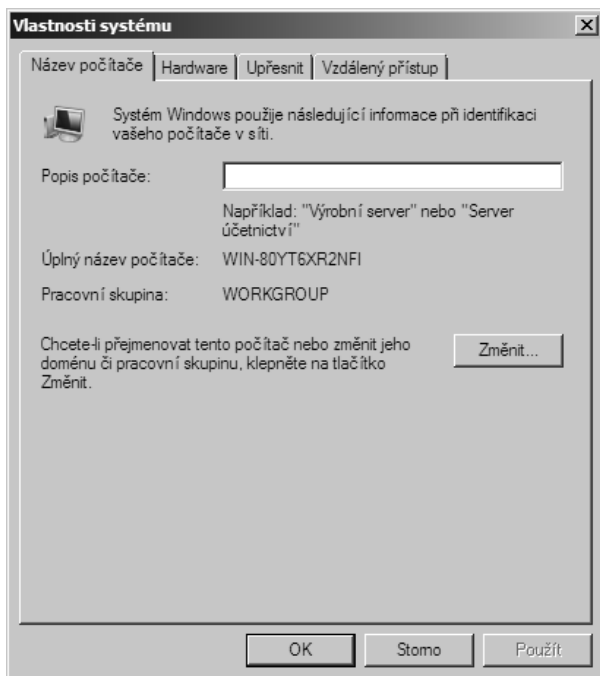 Vlastnosti systému
Název počítače
Hardware
Upřesnit
Vzdálený přístup
Systém Windows použije následující informace při identifikaci
vašeho počítače v síti.
Popis počítače:
Například: "Výrobní server" nebo "Server
účetnictví"
Úplný název počítače: WIN-80YT6XR2NFI
Pracovní skupina: WORKGROUP
Chcete-li přejmenovat tento počítač nebo změnit jeho
doménu či pracovní skupinu, klepněte na tlačítko
Změnit.
Změnit...
OK
Storno
Použít